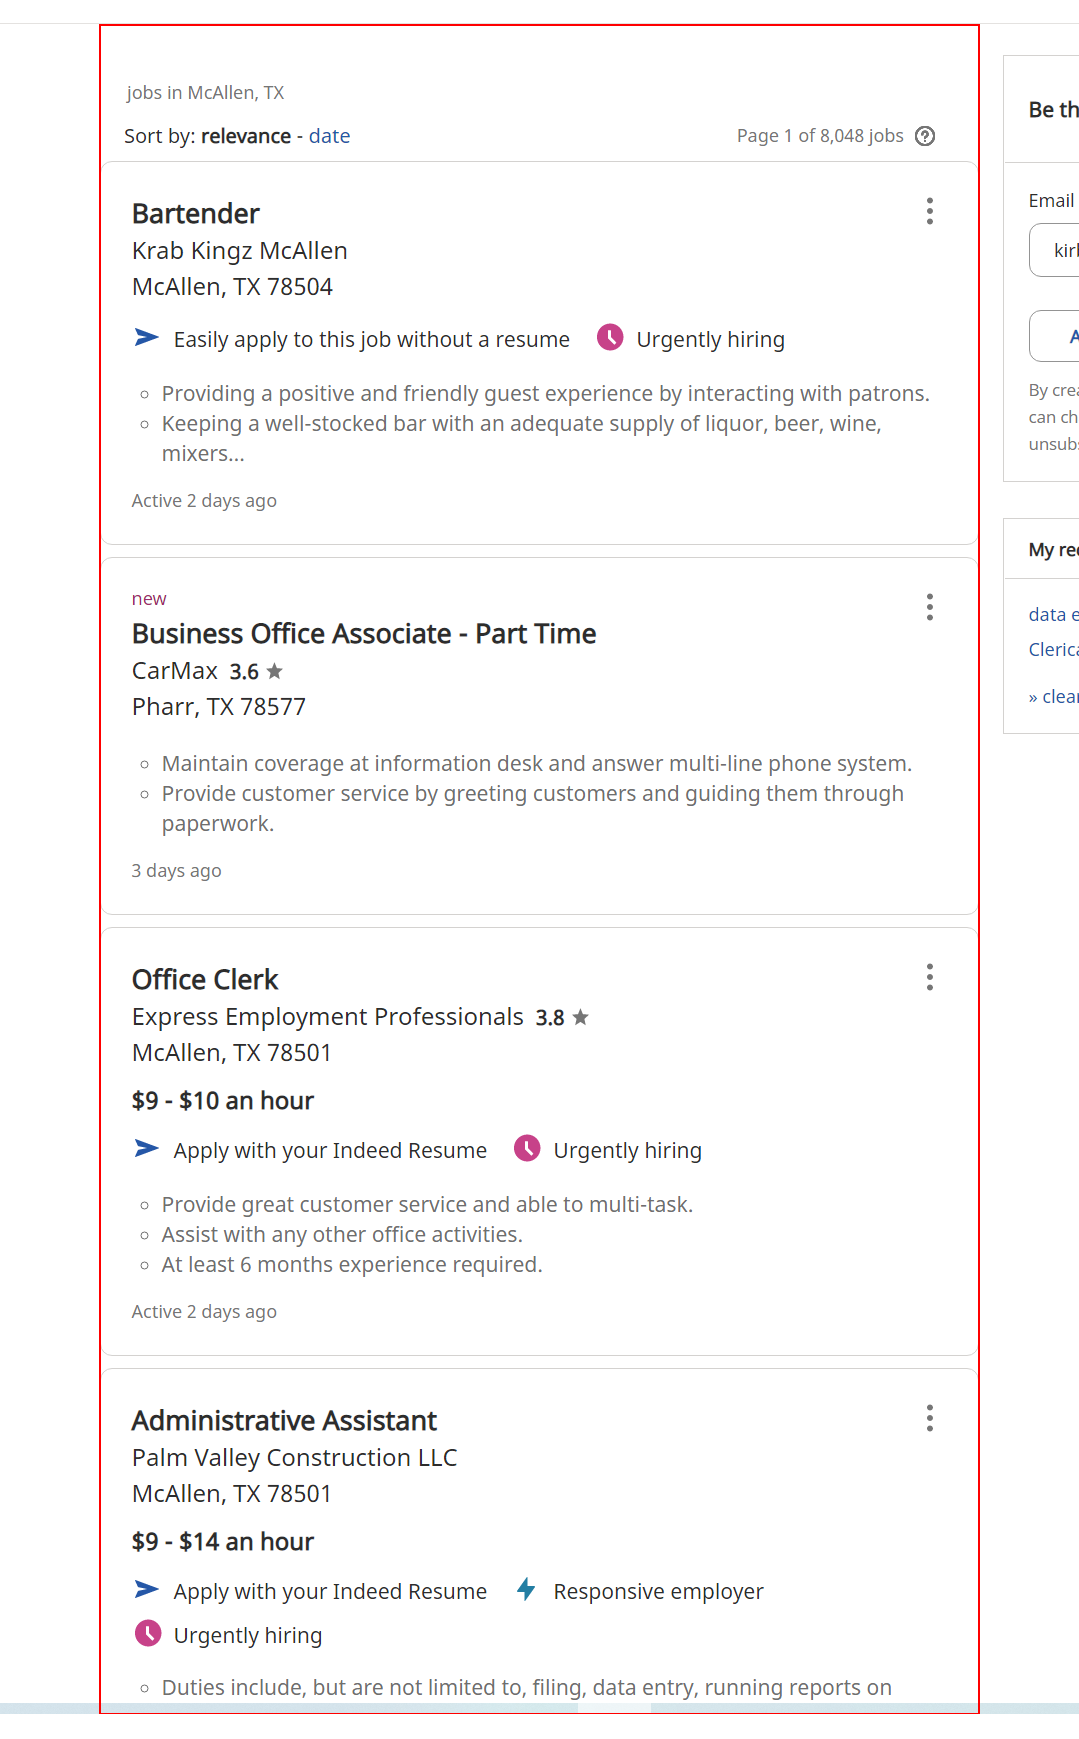 jobs in McAllen, TX
Sort by: relevance - date
Page 1 of 8,048 jobs
Bartender
Krab Kingz McAllen
McAllen, TX 78504
Easily apply to this job without a resume Urgently hiring
Providing a positive and friendly guest experience by interacting with patrons.
Keeping a well-stocked bar with an adequate supply of liquor, beer, wine,
mixers...
Active 2 days ago
new
Business Office Associate - Part Time
CarMax 3.6
Pharr, TX 78577
Maintain coverage at information desk and answer multi-line phone system.
Provide customer service by greeting customers and guiding them through
paperwork.
3 days ago
Office Clerk
Express Employment Professionals 3.8
McAllen, TX 78501
$9 - $10 an hour
Apply with your Indeed Resume Urgently hiring
Provide great customer service and able to multi-task.
Assist with any other office activities.
At least 6 months experience required.
Active 2 days ago
Administrative Assistant
Palm Valley Construction LLC
McAllen, TX 78501
$9 - $14 an hour
Apply with your Indeed Resume Responsive employer
Urgently hiring
Duties include, but are not limited to, filing, data entry, running reports on
Be
Email
By
can
My
data
»